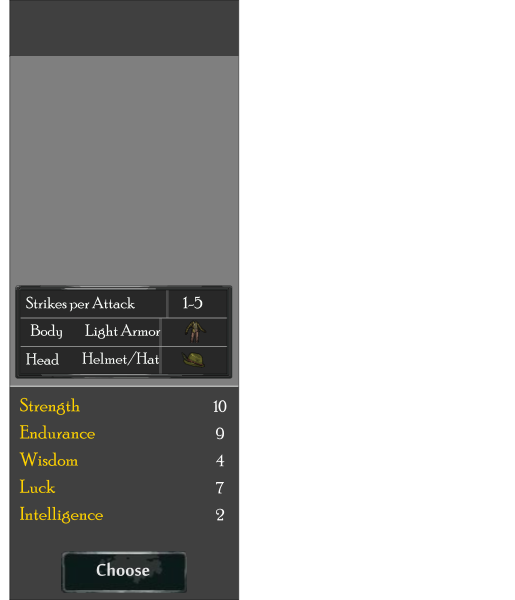 Strikes per Attack 1-5
Body Light Armor
Head Helmet/Hat
Strength 10
Endurance 9
Wisdom 4
Luck 7
Intelligence 2
Choose